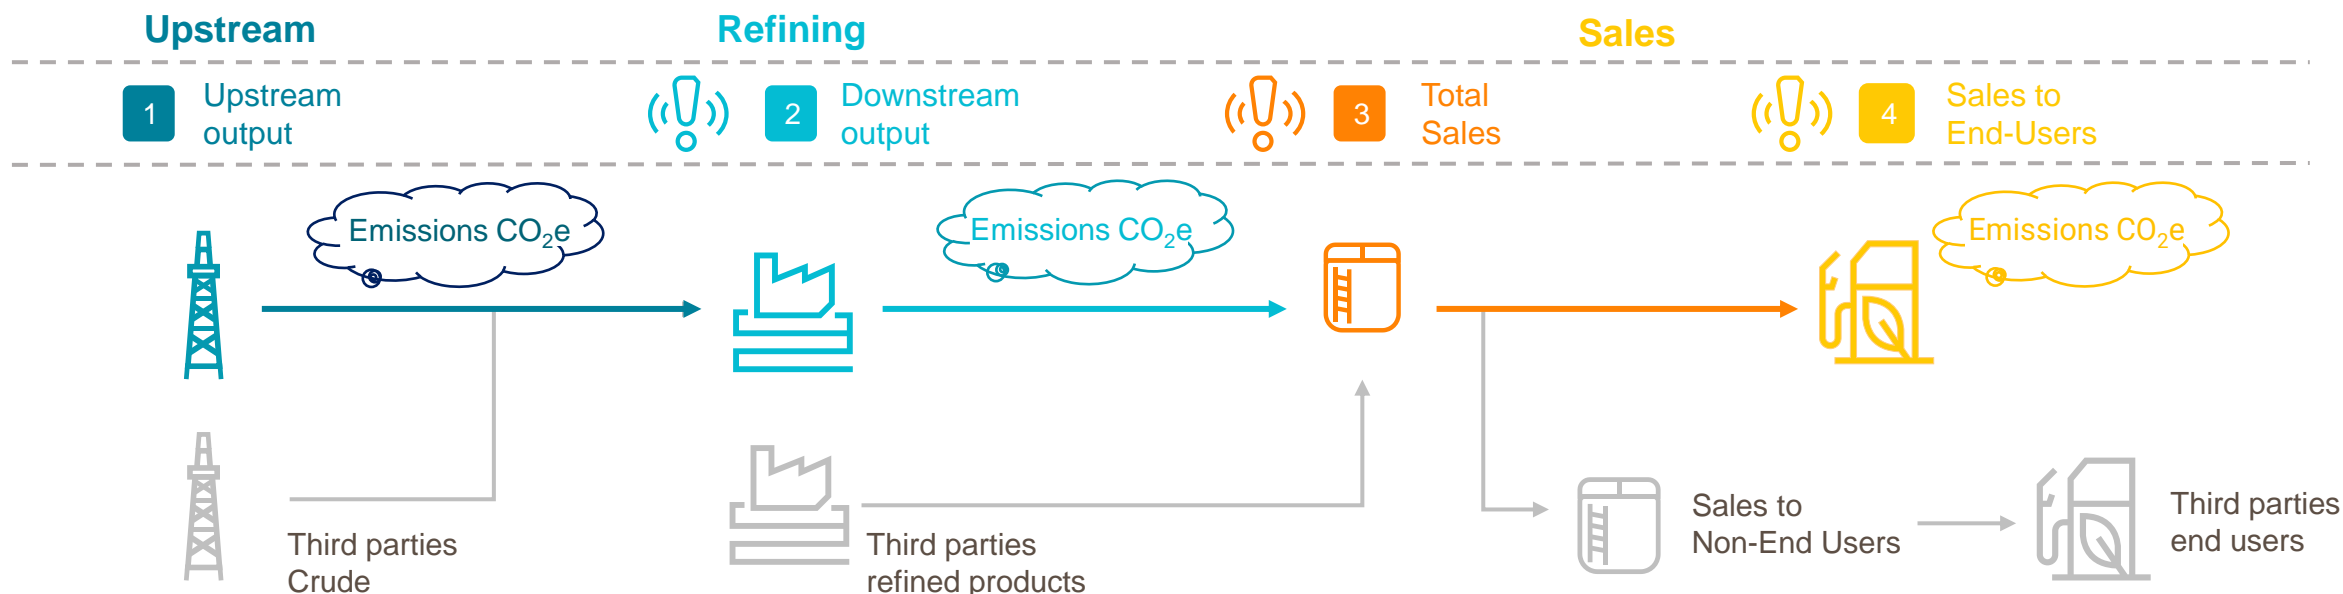 Upstream
Refining
Sales
1
Upstream
output
2
Downstream
output
3
Total
Sales
4
Sales to
End-Users
Emissions CO₂e
Emissions CO₂e
Emissions CO₂e
Third parties
Crude
Third parties
refined products
Sales to
Non-End Users
Third parties
end users